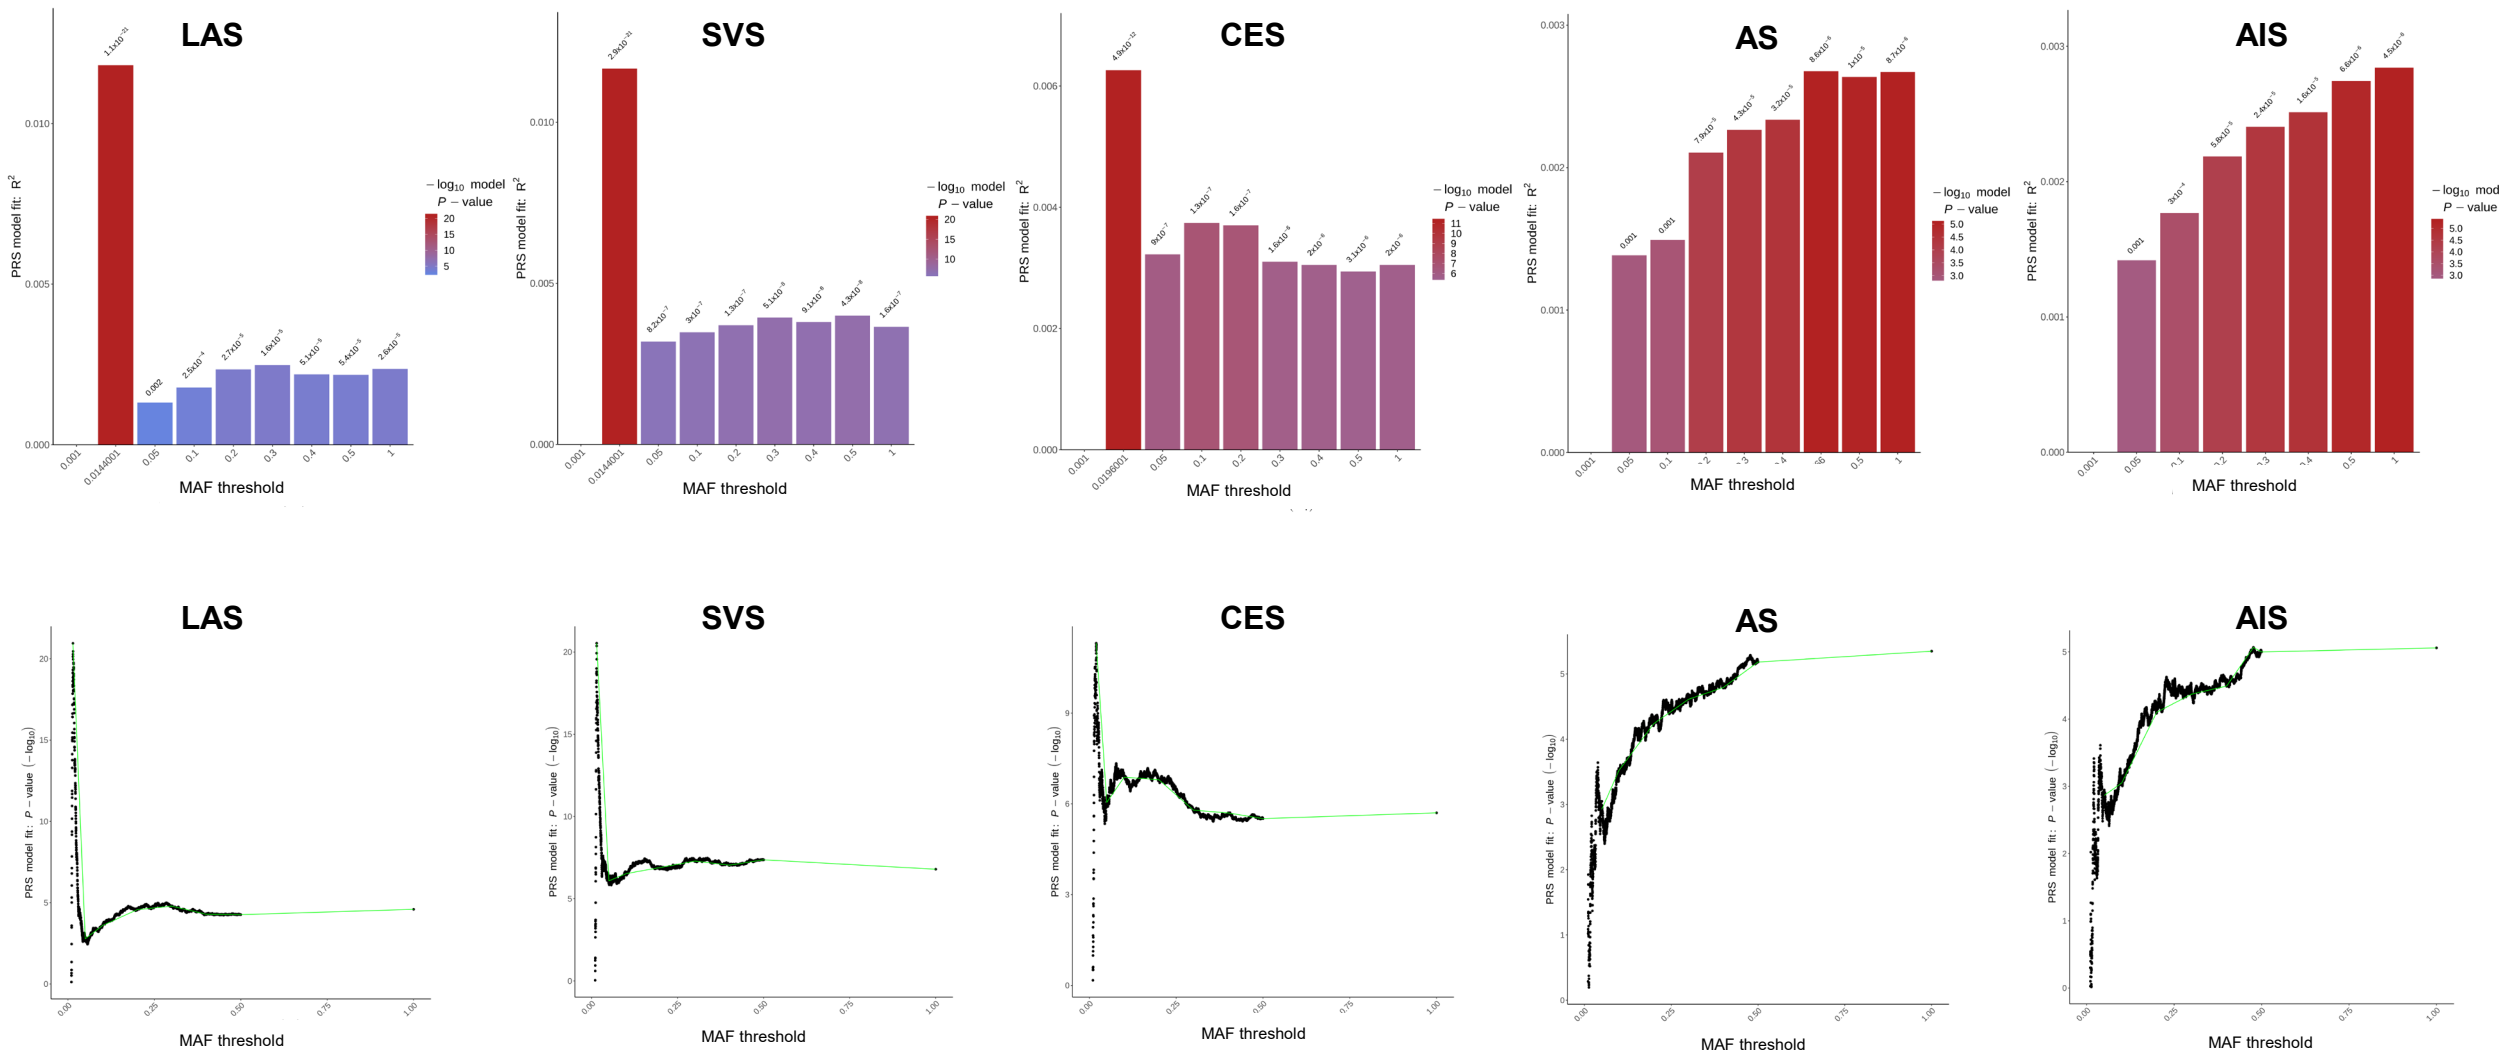 LAS
1.1x10−21
0.002
2.5x10−4
2.7x10−5
1.6x10−5
5.1x10−5
5.4x10−5
2.6x10−5
0.010
0.005
0.000
PRS model fit: R2
0.001
0.0144001
0.05
0.1
0.2
0.3
0.4
0.5
1
MAF threshold
− log10 model
P − value
20
15
10
5
SVS
2.9x10−21
8.2x10−7
3x10−7
1.3x10−7
5.1x10−8
9.1x10−8
4.3x10−8
1.6x10−7
0.010
0.005
0.000
PRS model fit: R2
0.001
0.0144001
0.05
0.1
0.2
0.3
0.4
0.5
1
MAF threshold
− log10 model
P − value
20
15
10
CES
4.9x10−12
9x10−7
1.3x10−7
1.6x10−7
1.6x10−6
2x10−6
3.1x10−6
2x10−6
0.006
0.004
0.002
0.000
PRS model fit: R2
0.001
0.0196001
0.05
0.1
0.2
0.3
0.4
0.5
1
MAF threshold
− log10 model
P − value
11
10
9
8
7
6
AS
0.001
0.001
7.9x10−5
4.3x10−5
3.2x10−5
8.6x10−6
1x10−5
8.7x10−6
0.003
0.002
0.001
0.000
PRS model fit: R2
0.001
0.05
0.1
0.5
1
MAF threshold
− log10 model
P − value
5.0
4.5
4.0
3.5
3.0
AIS
0.001
3x10−4
5.8x10−5
2.4x10−5
1.6x10−5
6.6x10−6
4.5x10−6
0.003
0.002
0.001
0.000
PRS model fit: R2
0.001
0.05
0.1
0.2
0.3
0.4
0.5
1
MAF threshold
− log10 mod
P − value
5.0
4.5
4.0
3.5
3.0
LAS
20
15
10
5
0
PRS model fit: P − value (− log10)
0.00
0.25
0.50
0.75
1.00
MAF threshold
SVS
20
15
10
5
0
PRS model fit: P − value (− log10)
0.00
0.25
0.50
0.75
1.00
MAF threshold
CES
9
6
3
0
PRS model fit: P − value (− log10)
0.00
0.25
0.50
0.75
1.00
MAF threshold
AS
5
4
3
2
1
0
PRS model fit: P − value (− log10)
0.00
0.25
0.50
0.75
1.00
MAF threshold
AIS
5
4
3
2
1
0
PRS model fit: P − value (− log10)
0.00
0.25
0.50
0.75
1.00
MAF threshold